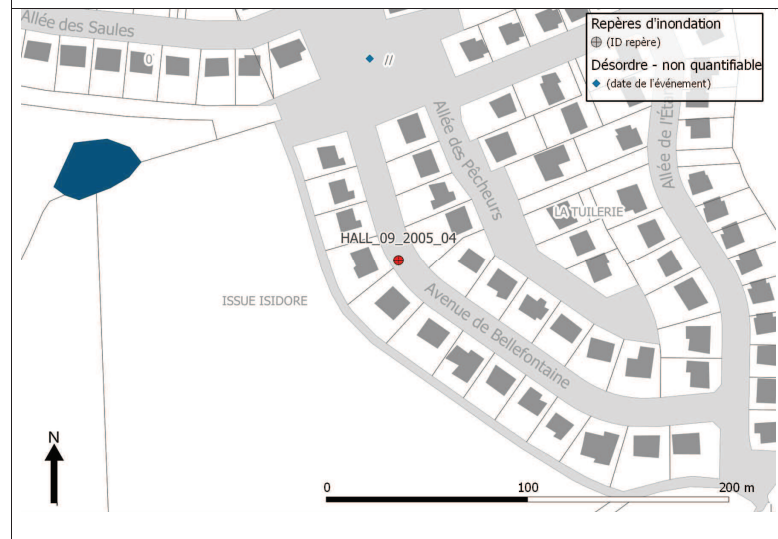 Allée des Saules
0
//
Repères d'inondation
(ID repère)
Désordre - non quantifiable
(date de l'événement)
Allée des Pêcheurs
LA TUILERIE
HALL_09_2005_04
ISSUE ISIDORE
Avenue de Bellefontaine
N
0
100
200 m